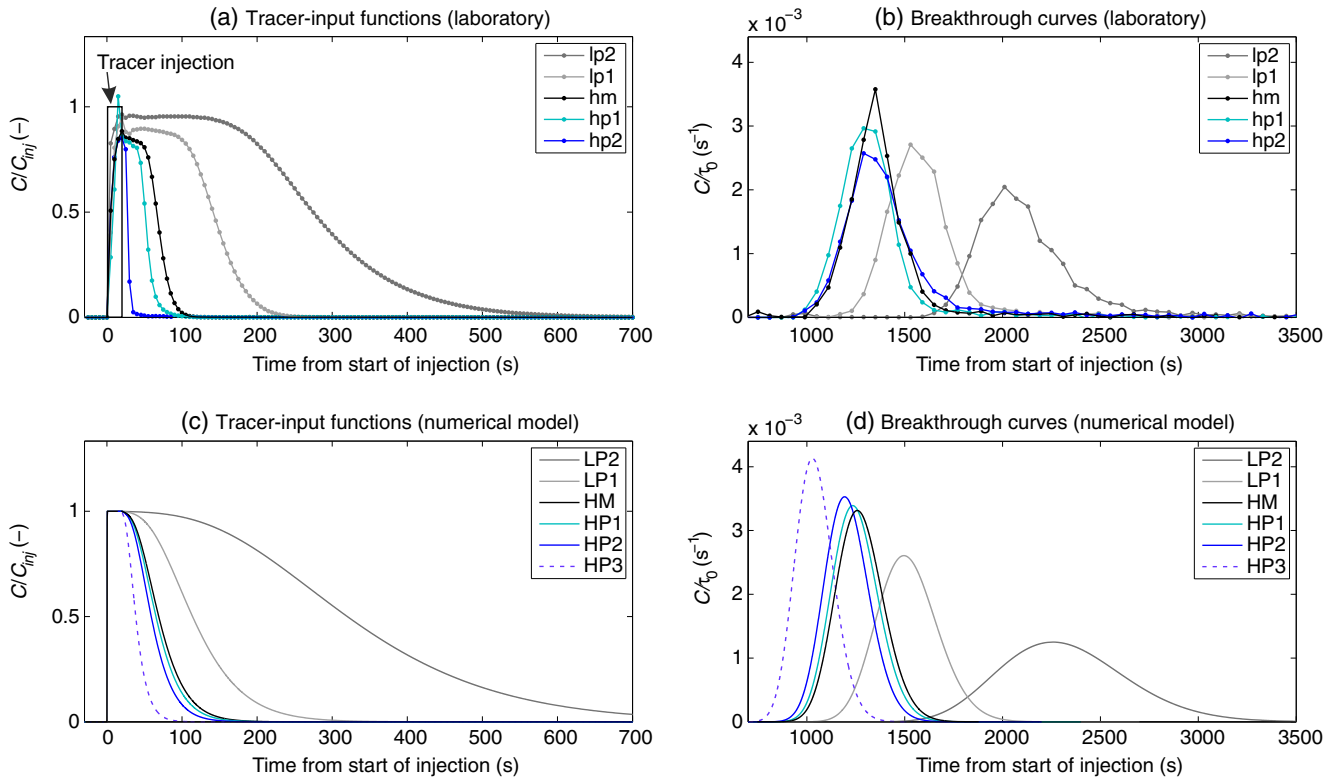 (a) Tracer-input functions (laboratory)
Tracer injection
lp2
lp1
hm
hp1
hp2
1
0.5
0
C/C_inj (–)
0 100 200 300 400 500 600 700
Time from start of injection (s)
(b) Breakthrough curves (laboratory)
x 10⁻³
lp2
lp1
hm
hp1
hp2
4
3
2
1
0
C/τ₀ (s⁻¹)
1000 1500 2000 2500 3000 3500
Time from start of injection (s)
(c) Tracer-input functions (numerical model)
LP2
LP1
HM
HP1
HP2
HP3
1
0.5
0
C/C_inj (–)
0 100 200 300 400 500 600 700
Time from start of injection (s)
(d) Breakthrough curves (numerical model)
x 10⁻³
LP2
LP1
HM
HP1
HP2
HP3
4
3
2
1
0
C/τ₀ (s⁻¹)
1000 1500 2000 2500 3000 3500
Time from start of injection (s)